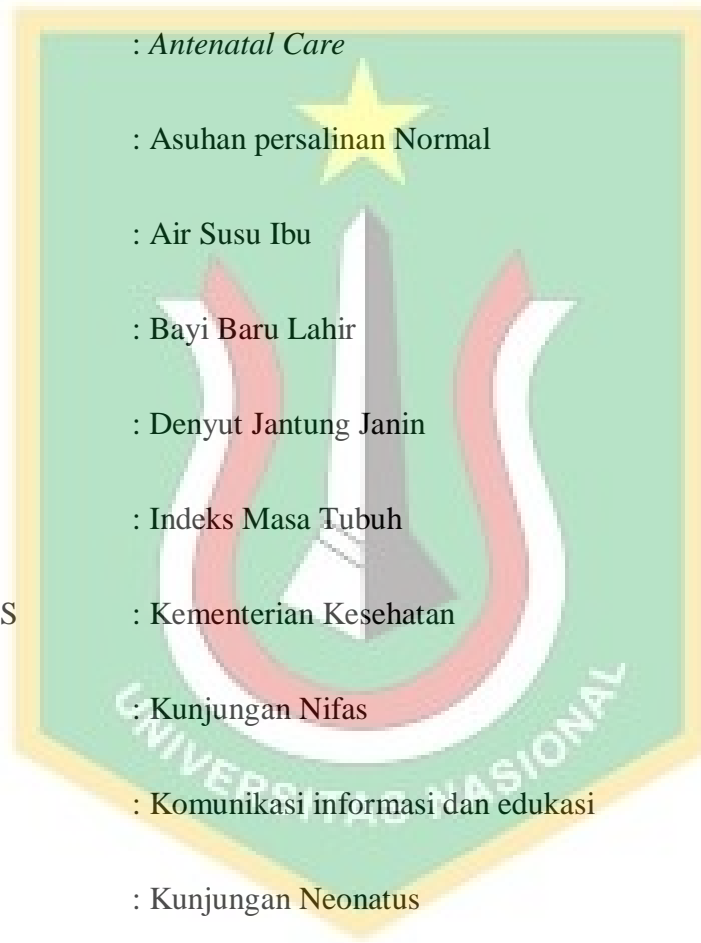 : Antenatal Care
: Asuhan persalinan Normal
: Air Susu Ibu
: Bayi Baru Lahir
: Denyut Jantung Janin
: Indeks Masa Tubuh
S : Kementerian Kesehatan
: Kunjungan Nifas
: Komunikasi informasi dan edukasi
: Kunjungan Neonatus
UNIVERSITAS NASIONAL